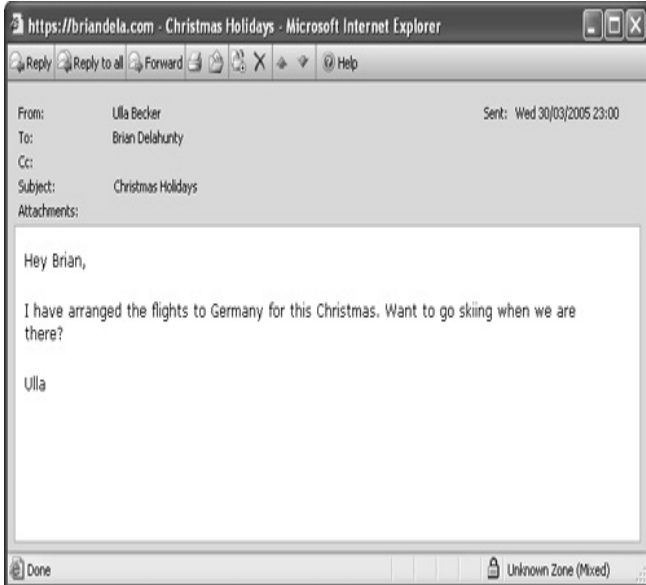 https://briandela.com - Christmas Holidays - Microsoft Internet Explorer
Reply Reply to all Forward Help
From: Ulla Becker Sent: Wed 30/03/2005 23:00
To: Brian Delahunty
Cc:
Subject: Christmas Holidays
Attachments:
Hey Brian,
I have arranged the flights to Germany for this Christmas. Want to go skiing when we are
there?
Ulla
Done Unknown Zone (Mixed)